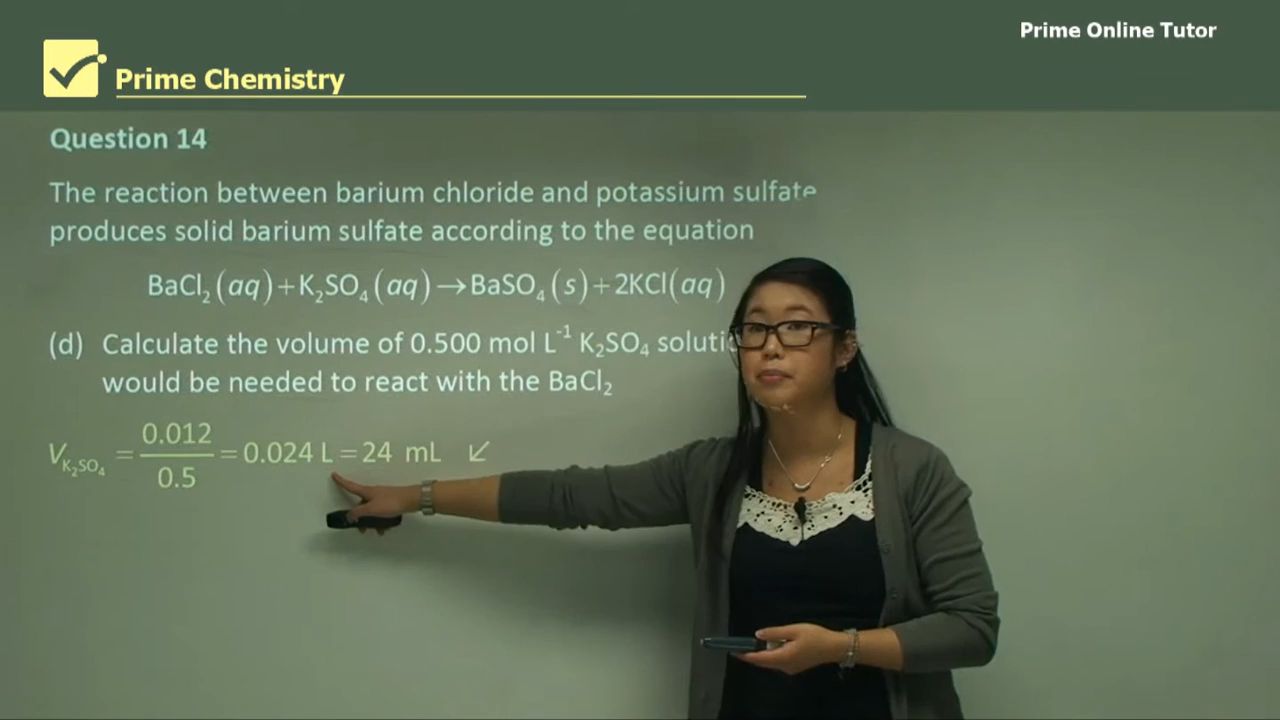 Prime Online Tutor
Prime Chemistry
Question 14
The reaction between barium chloride and potassium sulfate
produces solid barium sulfate according to the equation
BaCl₂(aq)+K₂SO₄(aq)→BaSO₄(s)+2KCl(aq)
(d) Calculate the volume of 0.500 mol L⁻¹ K₂SO₄
would be needed to react with the BaCl₂
V_K₂SO₄ = 0.012/0.5 = 0.024 L = 24 mL ↙